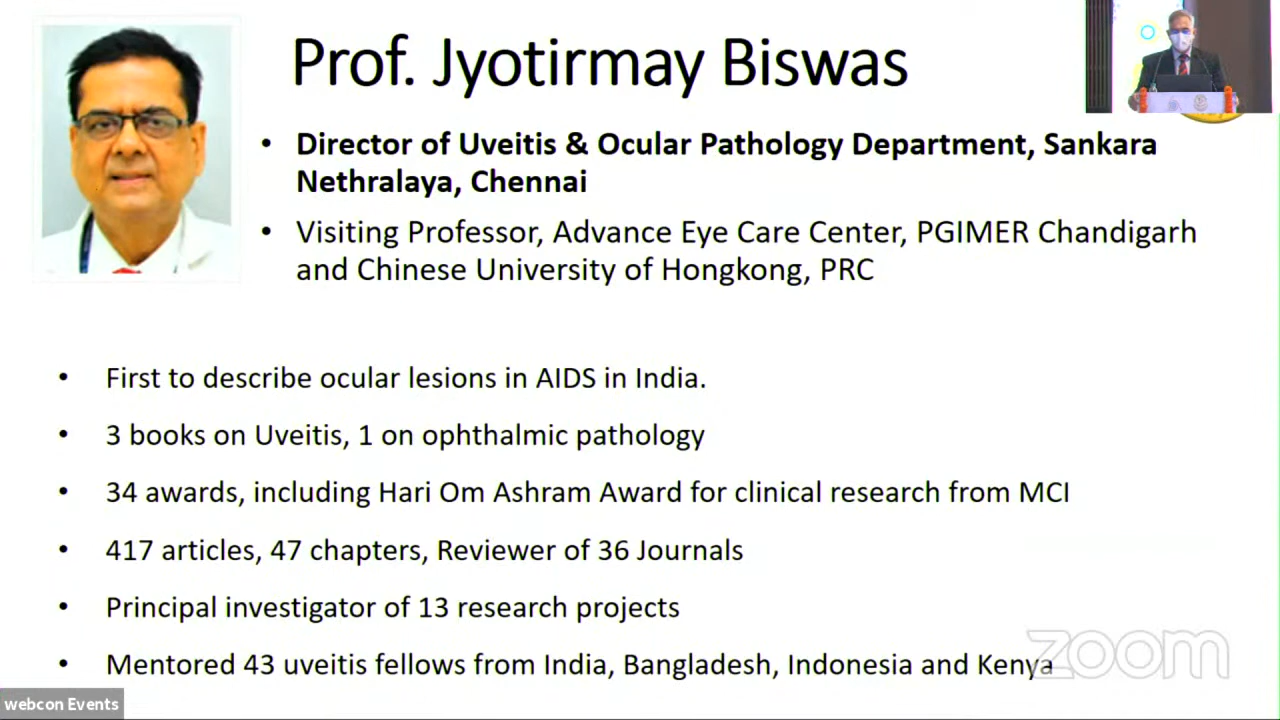 Prof. Jyotirmay Biswas
• Director of Uveitis & Ocular Pathology Department, Sankara
Nethralaya, Chennai
• Visiting Professor, Advance Eye Care Center, PGIMER Chandigarh
and Chinese University of Hongkong, PRC
• First to describe ocular lesions in AIDS in India.
• 3 books on Uveitis, 1 on ophthalmic pathology
• 34 awards, including Hari Om Ashram Award for clinical research from MCI
• 417 articles, 47 chapters, Reviewer of 36 Journals
• Principal investigator of 13 research projects
• Mentored 43 uveitis fellows from India, Bangladesh, Indonesia and Kenya
zoom
webcon Events